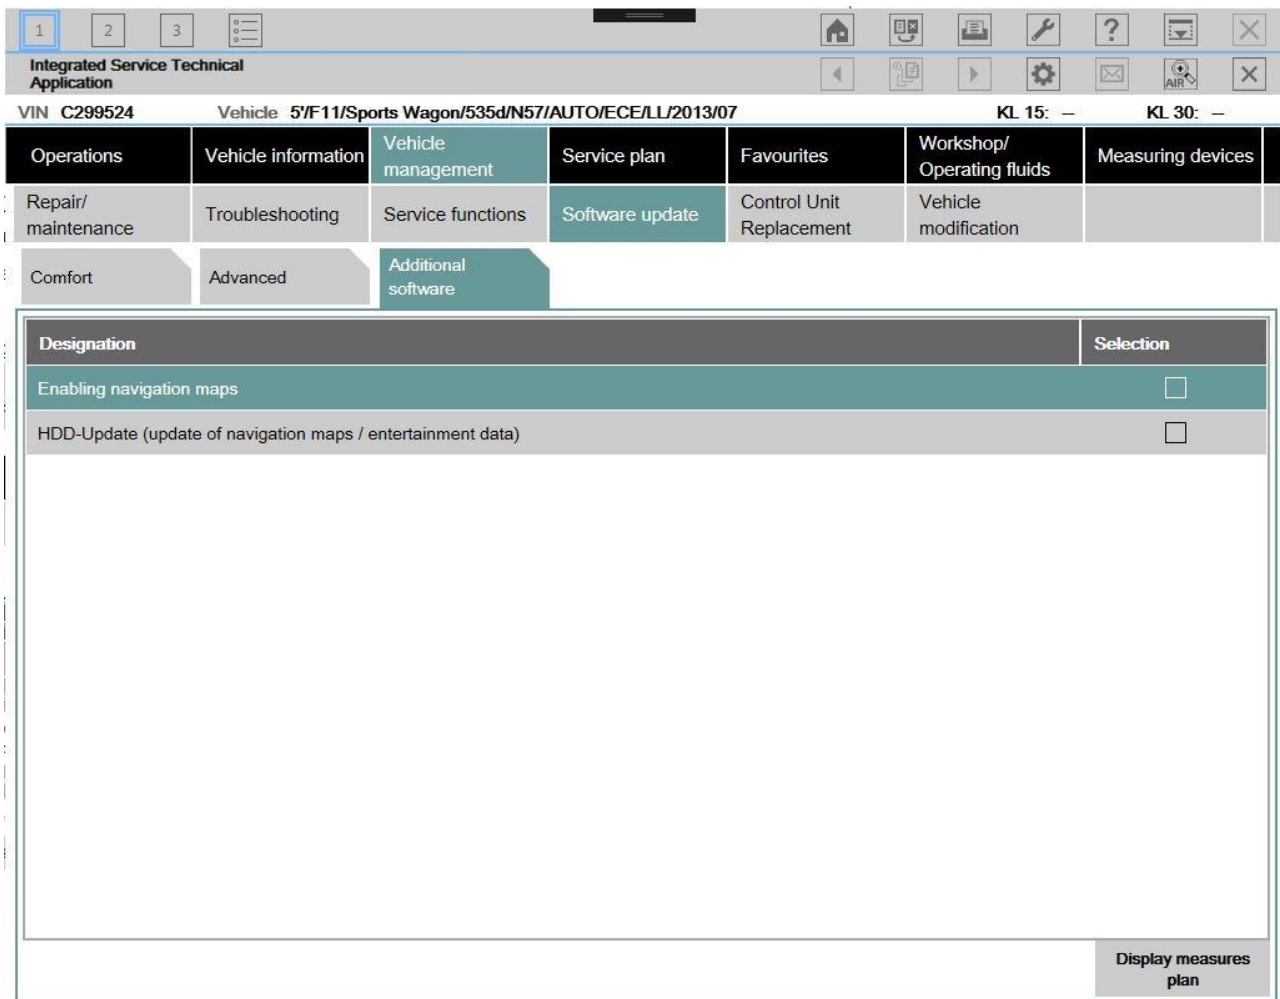 1 2 3
Integrated Service Technical
Application
AIR
VIN C299524 Vehicle 5'/F11/Sports Wagon/535d/N57/AUTO/ECE/LL/2013/07 KL 15: -- KL 30: --
Operations
Vehicle information
Vehicle
management
Service plan
Favourites
Workshop/
Operating fluids
Measuring devices
Repair/
maintenance
Troubleshooting
Service functions
Software update
Control Unit
Replacement
Vehicle
modification
Comfort
Advanced
Additional
software
Designation Selection
Enabling navigation maps
HDD-Update (update of navigation maps / entertainment data)
Display measures
plan